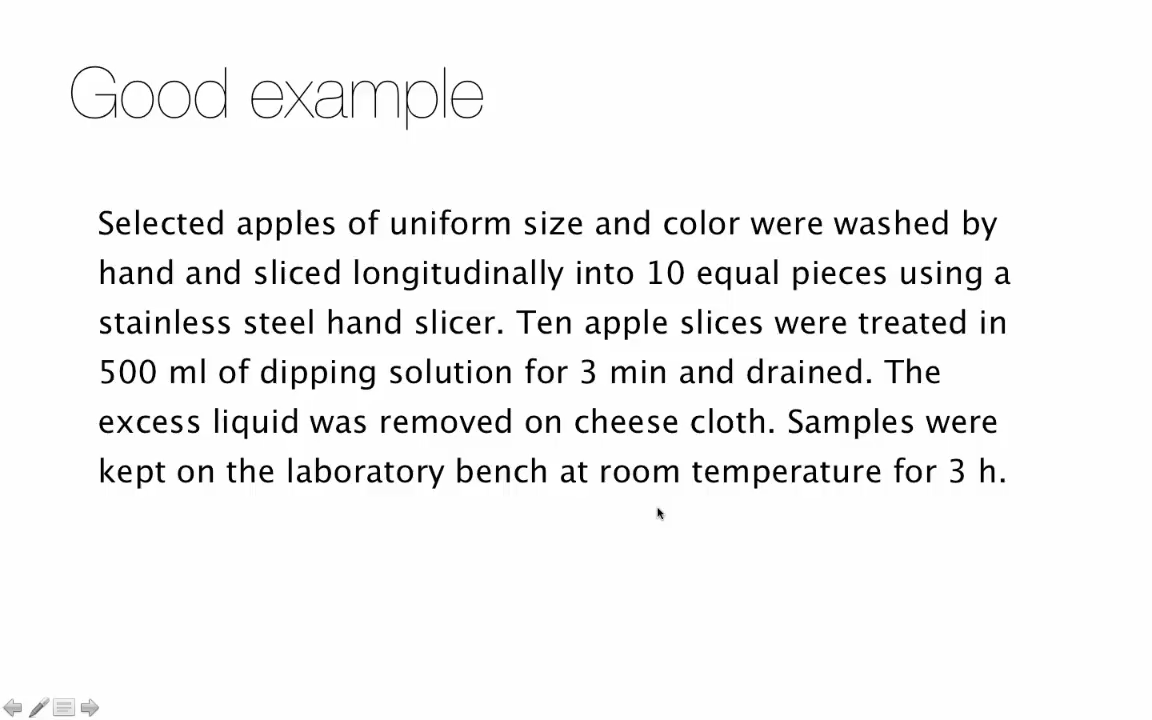 Good example
Selected apples of uniform size and color were washed by
hand and sliced longitudinally into 10 equal pieces using a
stainless steel hand slicer. Ten apple slices were treated in
500 ml of dipping solution for 3 min and drained. The
excess liquid was removed on cheese cloth. Samples were
kept on the laboratory bench at room temperature for 3 h.